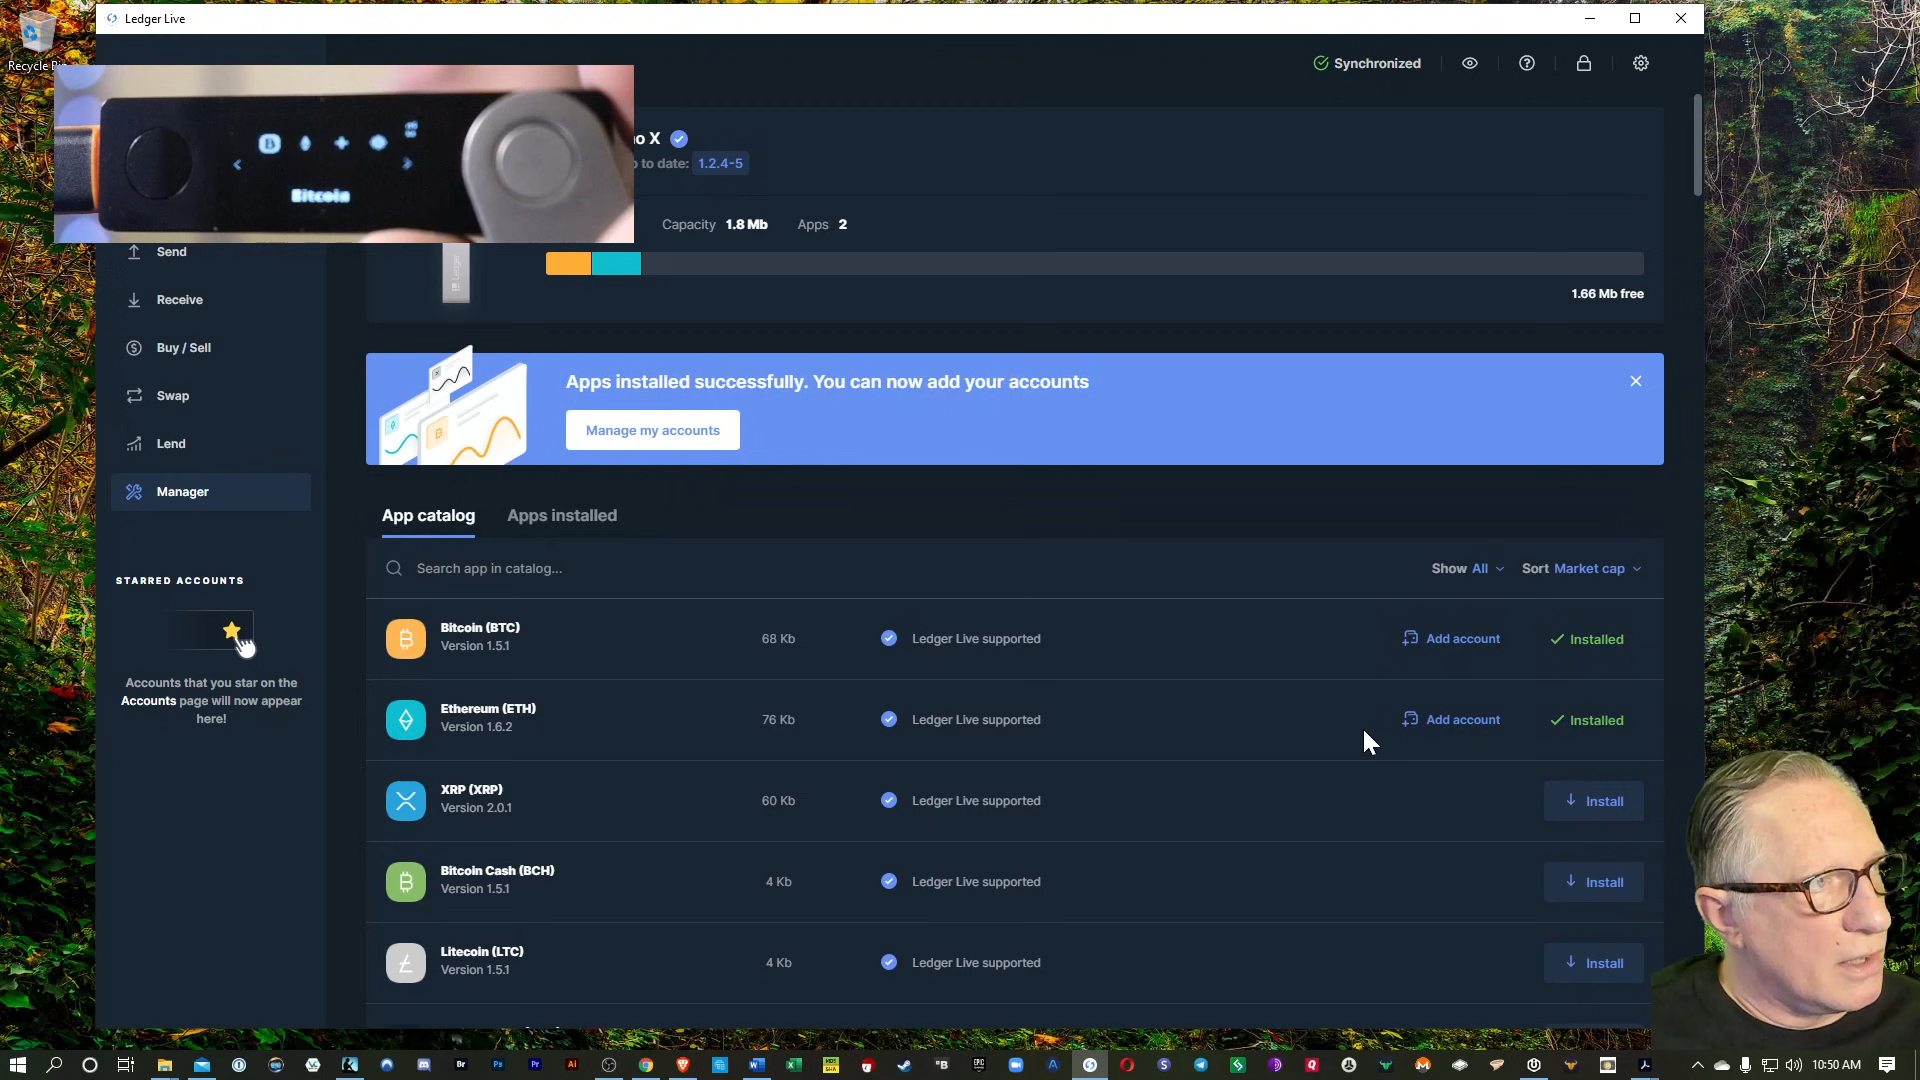 Recycle Bin
Ledger Live
Synchronized
Bitcoin
no X
o to date: 1.2.4-5
Capacity 1.8 Mb
Apps 2
1.66 Mb free
Send
Receive
Buy / Sell
Swap
Lend
Manager
STARRED ACCOUNTS
Accounts that you star on the
Accounts page will now appear
here!
Apps installed successfully. You can now add your accounts
Manage my accounts
App catalog
Apps installed
Search app in catalog...
Show All
Sort Market cap
Bitcoin (BTC)
Version 1.5.1
68 Kb
Ledger Live supported
Add account
Installed
Ethereum (ETH)
Version 1.6.2
76 Kb
Ledger Live supported
Add account
Installed
XRP (XRP)
Version 2.0.1
60 Kb
Ledger Live supported
Install
Bitcoin Cash (BCH)
Version 1.5.1
4 Kb
Ledger Live supported
Install
Litecoin (LTC)
Version 1.5.1
4 Kb
Ledger Live supported
Install
10:50 AM